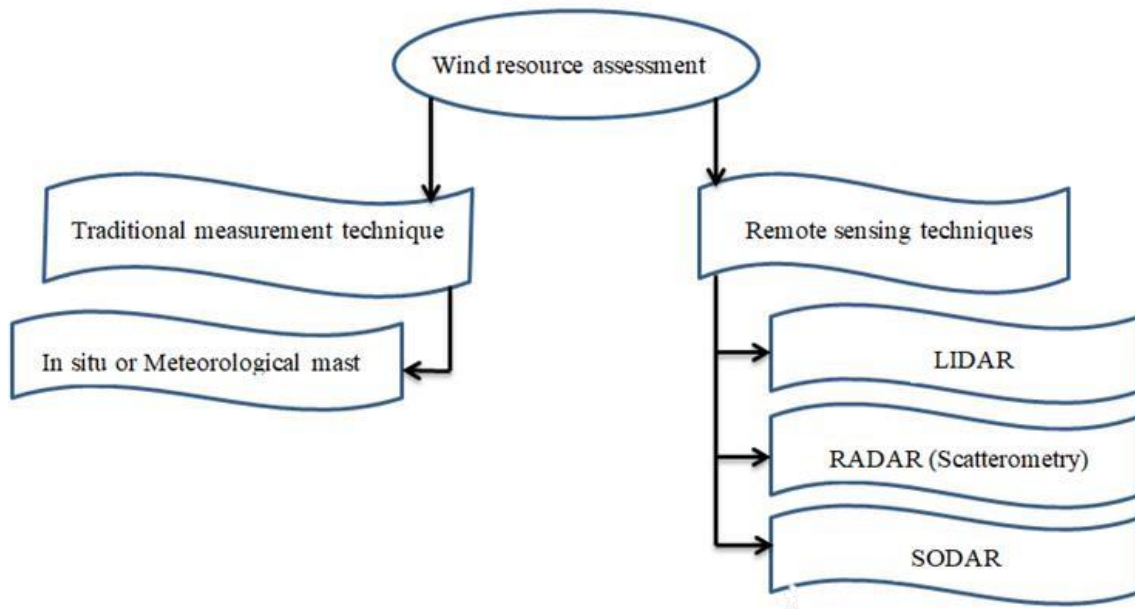 Wind resource assessment
Traditional measurement technique
Remote sensing techniques
In situ or Meteorological mast
LIDAR
RADAR (Scatterometry)
SODAR